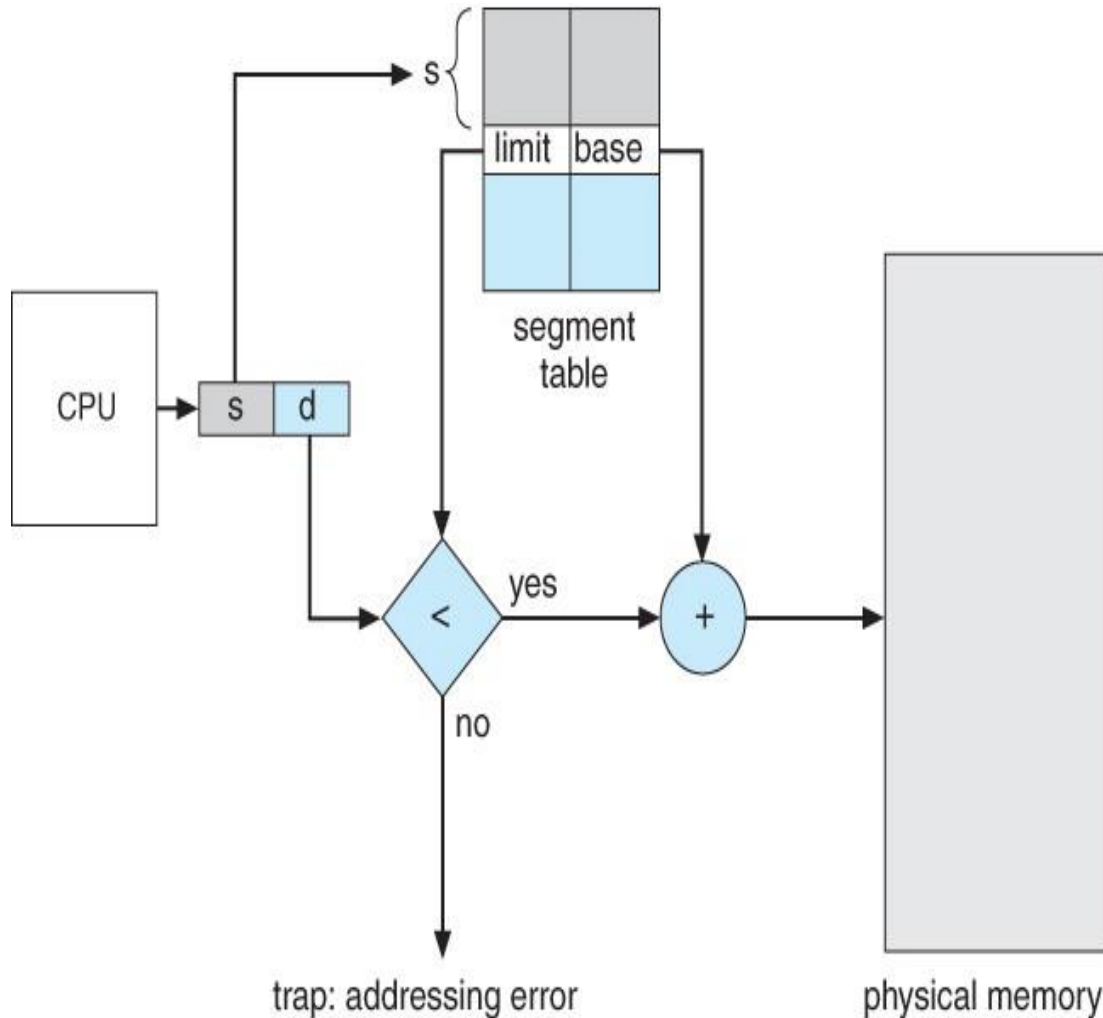 s
limit base
segment
table
CPU
s d
<
yes
+
no
trap: addressing error
physical memory